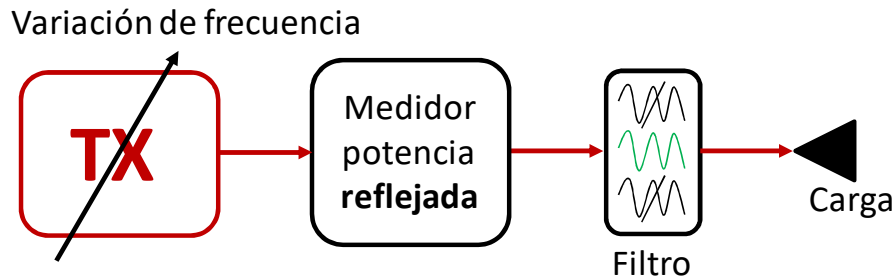 Variación de frecuencia
TX
Medidor
potencia
reflejada
Filtro
Carga